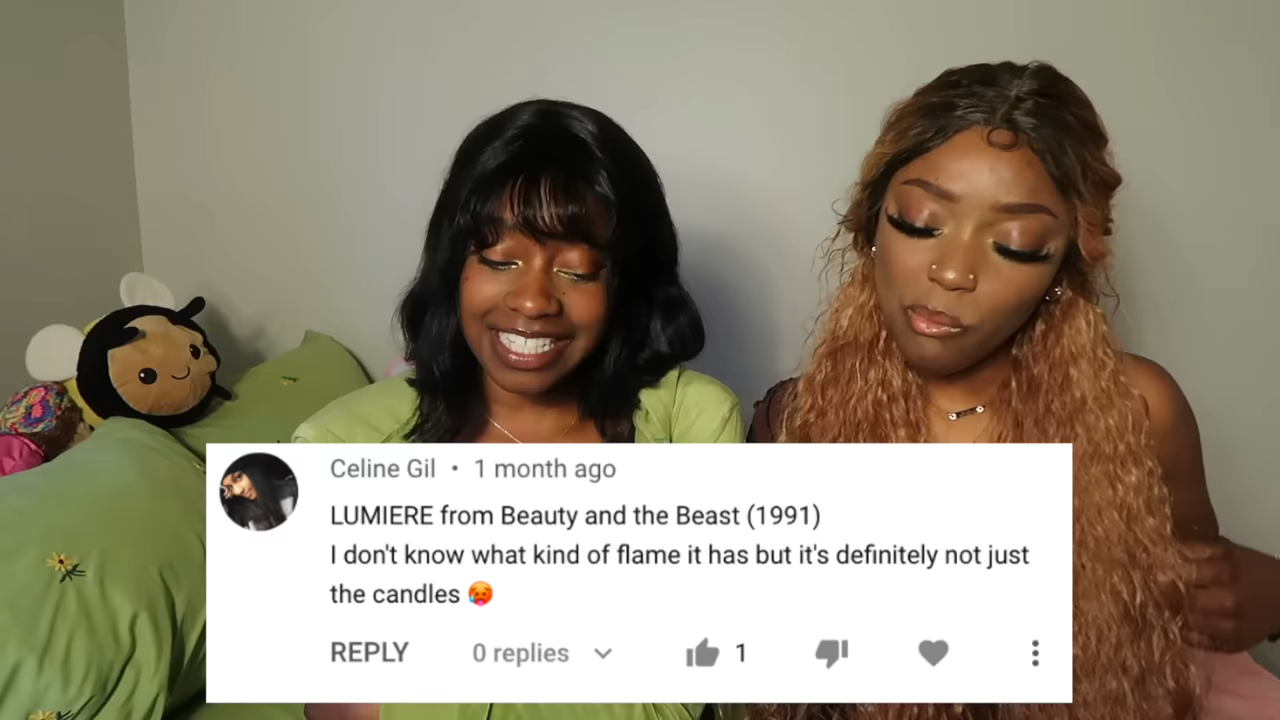 Celine Gil • 1 month ago
LUMIERE from Beauty and the Beast (1991)
I don't know what kind of flame it has but it's definitely not just
the candles 🥵
REPLY 0 replies 1